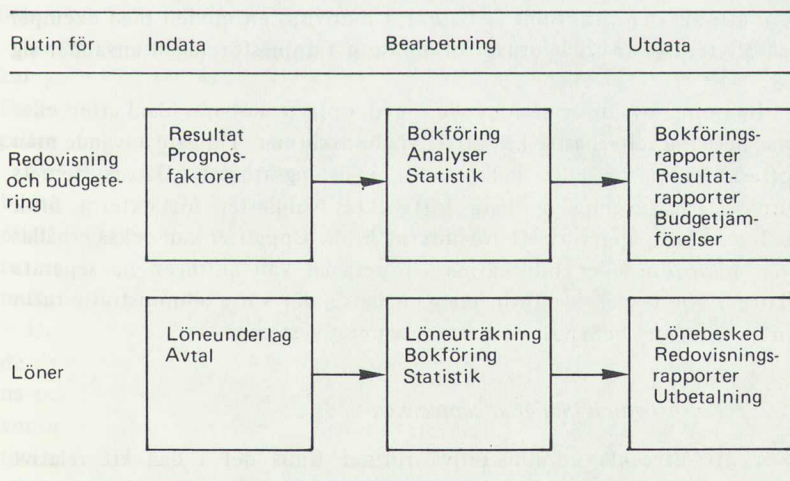 Rutin för Indata Bearbetning Utdata
Redovisning
och budgete-
ring
Resultat
Prognos-
faktorer
Bokföring
Analyser
Statistik
Bokförings-
rapporter
Resultat-
rapporter
Budgetjäm-
förelser
Löner
Löneunderlag
Avtal
Löneuträkning
Bokföring
Statistik
Lönebesked
Redovisnings-
rapporter
Utbetalning